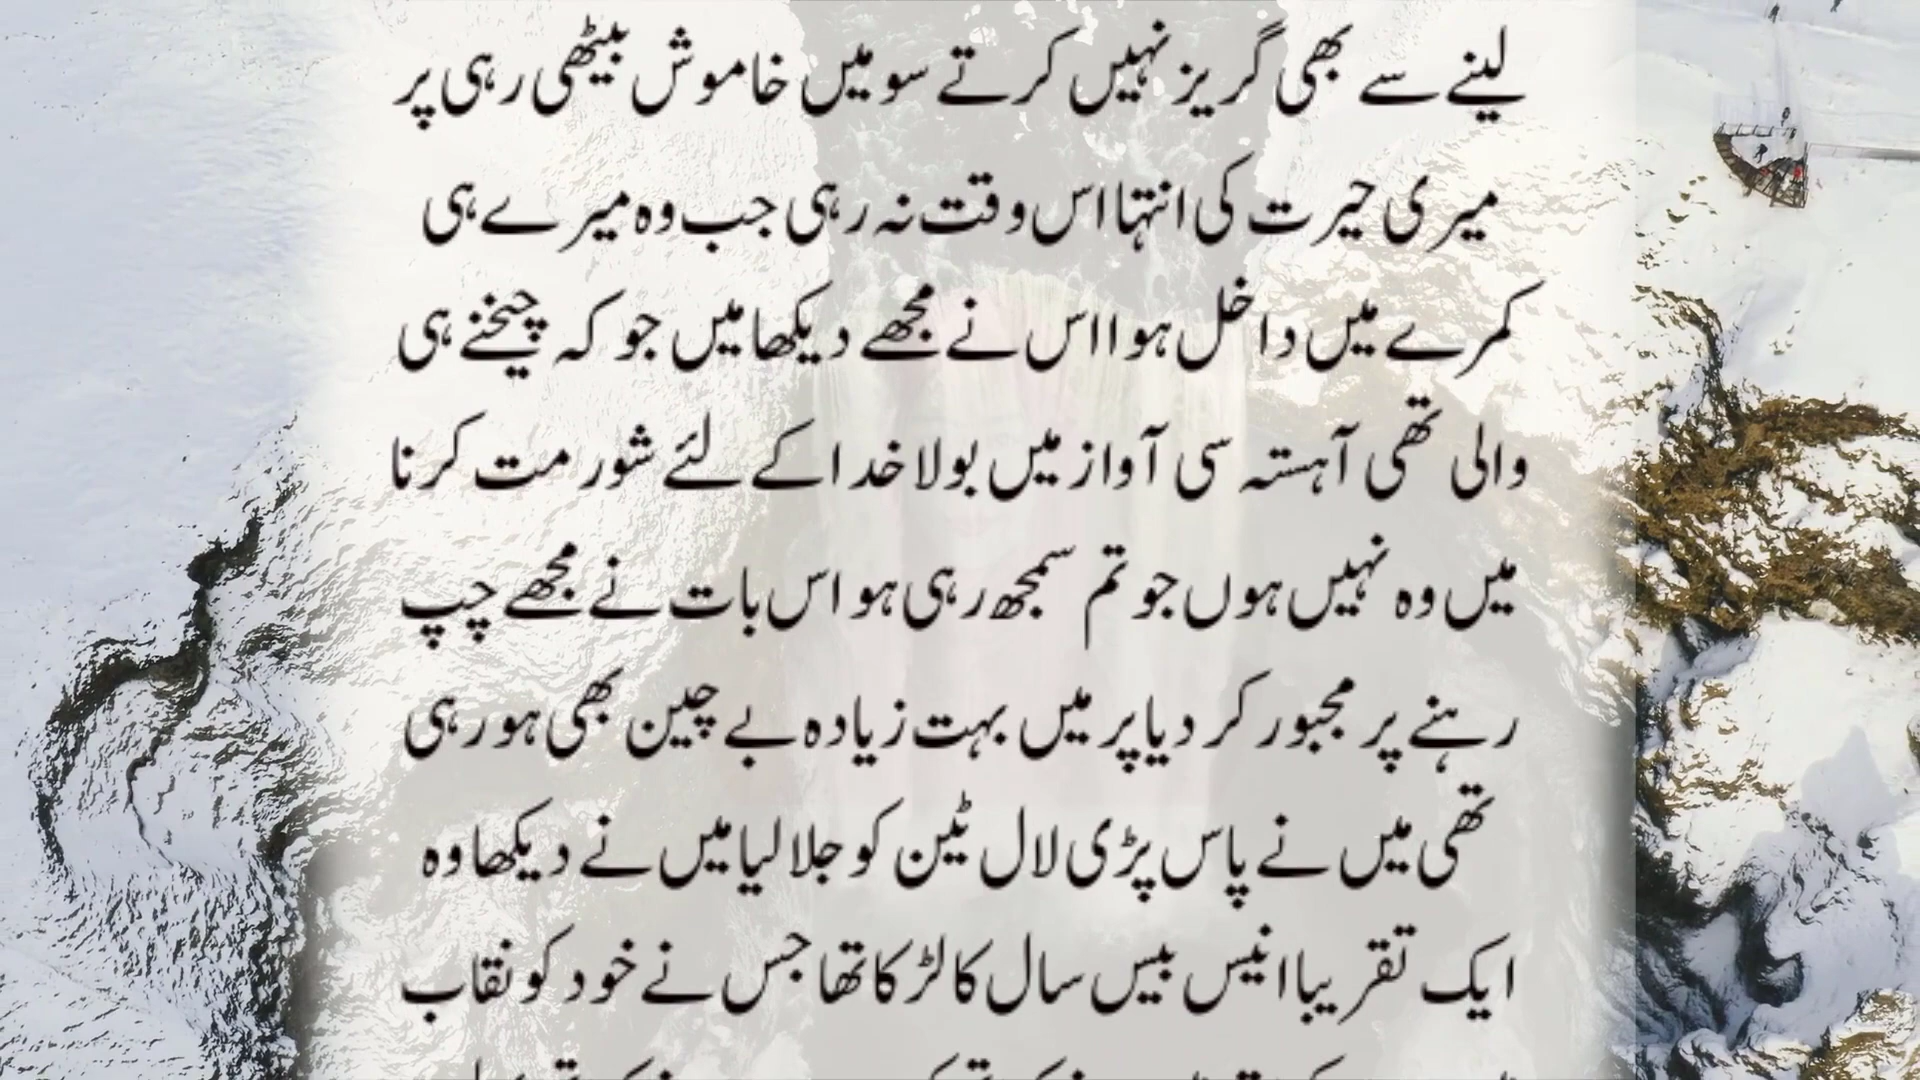 لینے سے بھی گریز نہیں کرتے سو میں خاموش بیٹھی رہی پر
میری حیرت کی انتہا اس وقت نہ رہی جب وہ میرے ہی
کمرے میں داخل ہوا اس نے مجھے دیکھا میں جو کہ چیخنے ہی
والی تھی آہستہ سی آواز میں بولا خدا کے لئے شور مت کرنا
میں وہ نہیں ہوں جو تم سمجھ رہی ہو اس بات نے مجھے چپ
رہنے پر مجبور کر دیا پر میں بہت زیادہ بے چین بھی ہو رہی
تھی میں نے پاس پڑی لال ٹین کو جلا لیا میں نے دیکھا وہ
ایک تقریبا انیس بیس سال کا لڑکا تھا جس نے خود کو نقاب